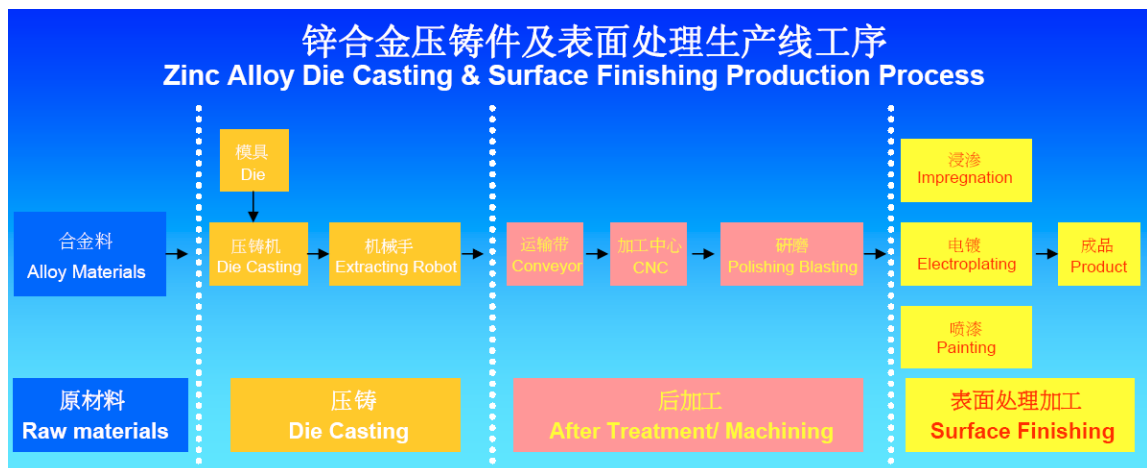 锌合金压铸件及表面处理生产线工序
Zinc Alloy Die Casting & Surface Finishing Production Process
模具
Die
浸渗
Impregnation
合金料
Alloy Materials
压铸机
Die Casting
机械手
Extracting Robot
运输带
Conveyor
加工中心
CNC
研磨
Polishing Blasting
电镀
Electroplating
成品
Product
喷漆
Painting
原材料
Raw materials
压铸
Die Casting
后加工
After Treatment/ Machining
表面处理加工
Surface Finishing